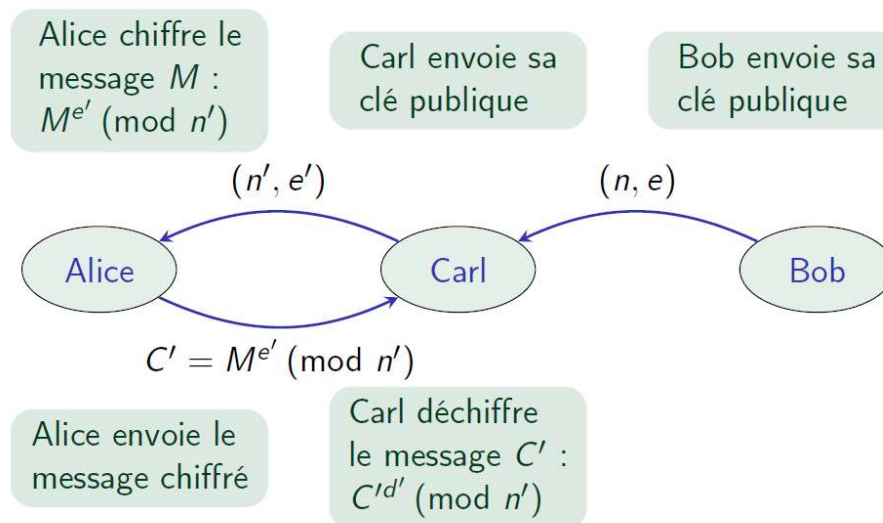 Alice chiffre le
message M :
M^{e'} (mod n')
Carl envoie sa
clé publique
Bob envoie sa
clé publique
(n', e')
(n, e)
Alice
Carl
Bob
C' = M^{e'} (mod n')
Alice envoie le
message chiffré
Carl déchiffre
le message C' :
C'^{d'} (mod n')